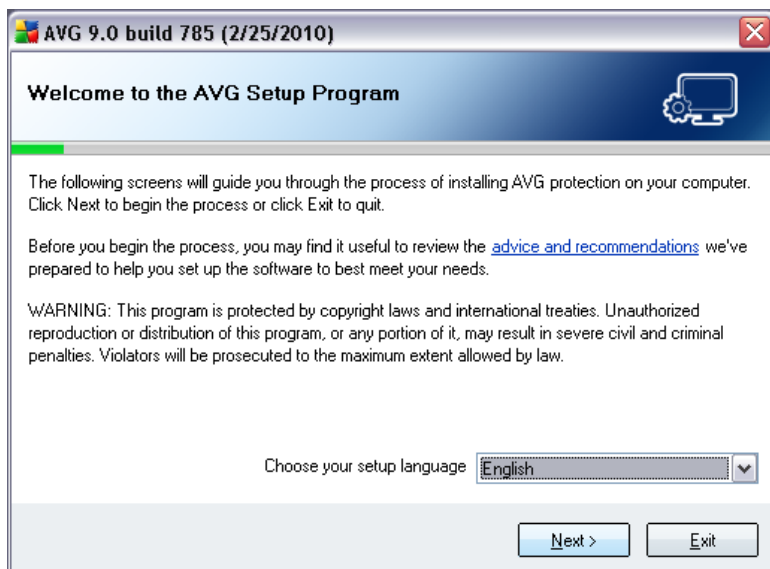 AVG 9.0 build 785 (2/25/2010)
Welcome to the AVG Setup Program
The following screens will guide you through the process of installing AVG protection on your computer.
Click Next to begin the process or click Exit to quit.
Before you begin the process, you may find it useful to review the advice and recommendations we've
prepared to help you set up the software to best meet your needs.
WARNING: This program is protected by copyright laws and international treaties. Unauthorized
reproduction or distribution of this program, or any portion of it, may result in severe civil and criminal
penalties. Violators will be prosecuted to the maximum extent allowed by law.
Choose your setup language English
Next > Exit